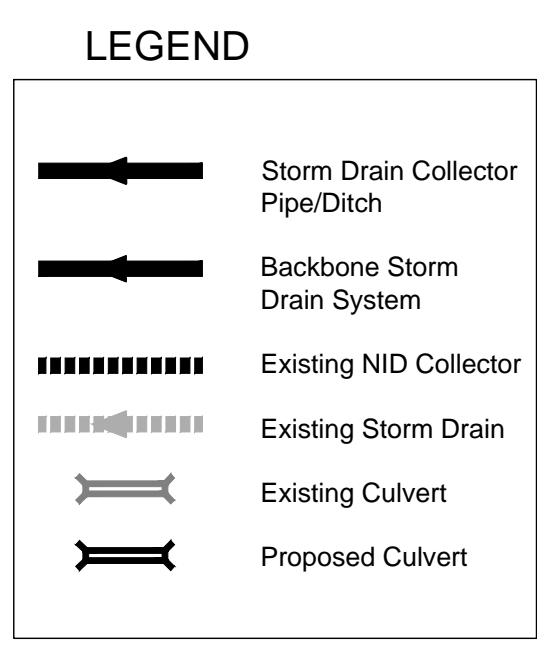 LEGEND
Storm Drain Collector
Pipe/Ditch
Backbone Storm
Drain System
Existing NID Collector
Existing Storm Drain
Existing Culvert
Proposed Culvert